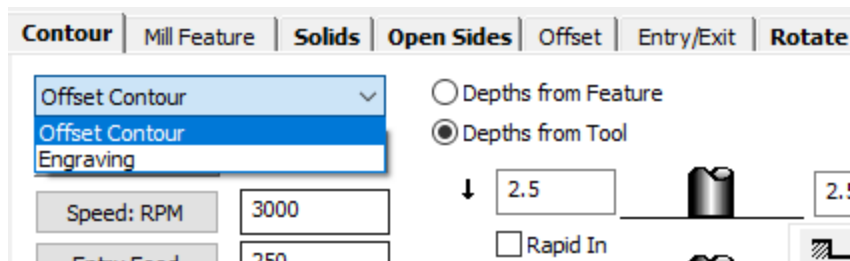 Contour Mill Feature Solids Open Sides Offset Entry/Exit Rotate
Offset Contour
Depths from Feature
Offset Contour
Depths from Tool
Engraving
2.5
Speed: RPM 3000
Rapid In